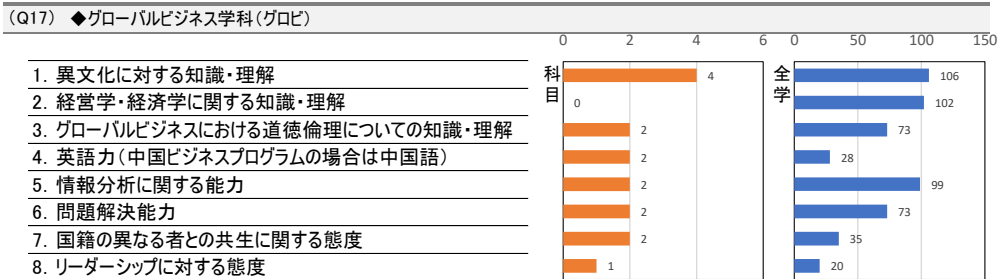 （Q17） ◆グローバルビジネス学科（グロビ）
0 2 4 6 0 50 100 150
科目
全学
1. 異文化に対する知識・理解 4 106
2. 経営学・経済学に関する知識・理解 0 102
3. グローバルビジネスにおける道徳倫理についての知識・理解 2 73
4. 英語力（中国ビジネスプログラムの場合は中国語） 2 28
5. 情報分析に関する能力 2 99
6. 問題解決能力 2 73
7. 国籍の異なる者との共生に関する態度 2 35
8. リーダーシップに対する態度 1 20